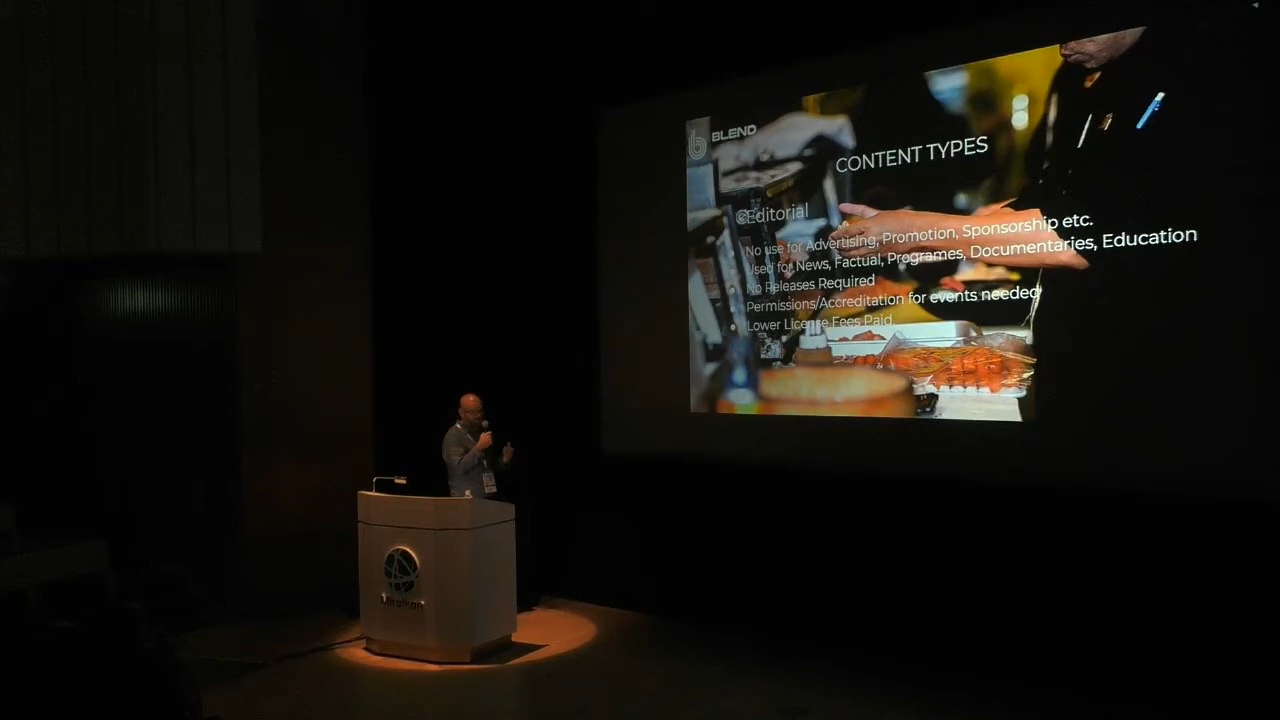 BLEND
CONTENT TYPES
Editorial
No use for Advertising, Promotion, Sponsorship etc.
Used for News, Factual, Programes, Documentaries, Education
No Releases Required
Permissions/Accreditation for events needed
Lower License Fees Paid
Miraikan